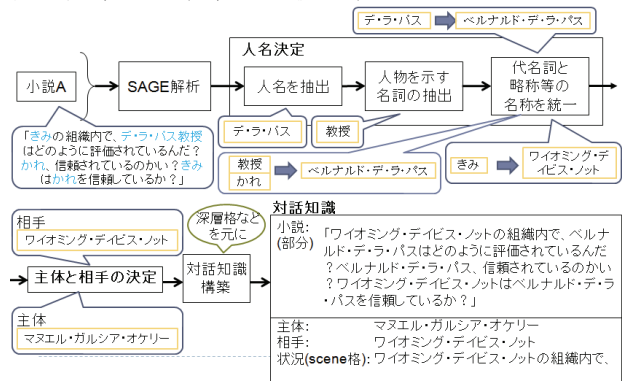 デ・ラ・パス
ベルナルド・デ・ラ・パス
人名決定
小説A
SAGE解析
人名を抽出
人物を示す
名詞の抽出
代名詞と
略称等の
名称を統一
「きみの組織内で、デ・ラ・パス教授
はどのように評価されているんだ?
かれ、信頼されているのかい?きみ
はかれを信頼しているか?」
デ・ラ・パス
教授
教授
かれ
ベルナルド・デ・ラ・パス
きみ
ワイオミング・デ
イビス・ノット
相手
ワイオミング・デイビス・ノット
主体と相手の決定
主体
マヌエル・ガルシア・オケリー
深層格など
を元に
対話知識
構築
対話知識
小説:
(部分)
「ワイオミング・デイビス・ノットの組織内で、ベルナ
ルド・デ・ラ・パスはどのように評価されているんだ
?ベルナルド・デ・ラ・パス、信頼されているのかい
?ワイオミング・デイビス・ノットはベルナルド・デ・ラ
・パスを信頼しているか?」
主体: マヌエル・ガルシア・オケリー
相手: ワイオミング・デイビス・ノット
状況(scene格): ワイオミング・デイビス・ノットの組織内で、